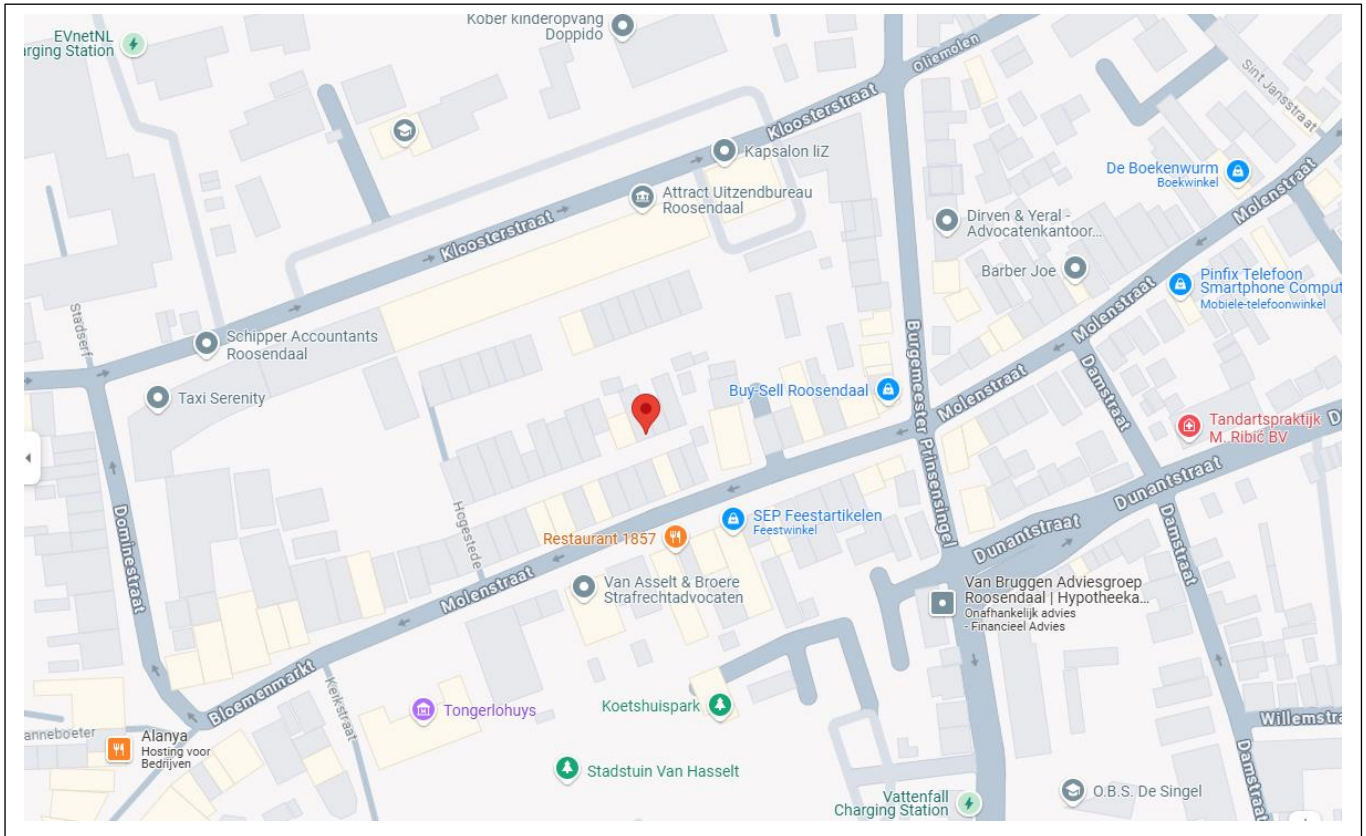 Kober kinderopvang
Doppido
EVnetNL
rging Station
Oliemolen
Sint Jansstraat
Kloosterstraat
Kapsalon liZ
De Boekenwurm
Boekwinkel
Molenstraat
Attract Uitzendbureau
Roosendaal
Dirven & Yeral -
Advocatenkantoor...
Kloosterstraat
Barber Joe
Pinfix Telefoon
Smartphone Comput
Mobiele-telefoonwinkel
Stadserf
Schipper Accountants
Roosendaal
Molenstraat
Burgemeester Prinsensingel
Taxi Serenity
Buy-Sell Roosendaal
Molenstraat
Damstraat
Tandartspraktijk
M. Ribić BV
D
Dunantstraat
Hogestede
SEP Feestartikelen
Feestwinkel
Restaurant 1857
Dunantstraat
Damstraat
Dominestraat
Molenstraat
Van Asselt & Broere
Strafrechtadvocaten
Van Bruggen Adviesgroep
Roosendaal | Hypotheeka...
Onafhankelijk advies
- Financieel Advies
Bloemenmarkt
Kerkstraat
Tongerlohuys
Koetshuispark
Willemstra
anneboeter
Alanya
Hosting voor
Bedrijven
Stadstuin Van Hasselt
Damstraat
Vattenfall
Charging Station
O.B.S. De Singel